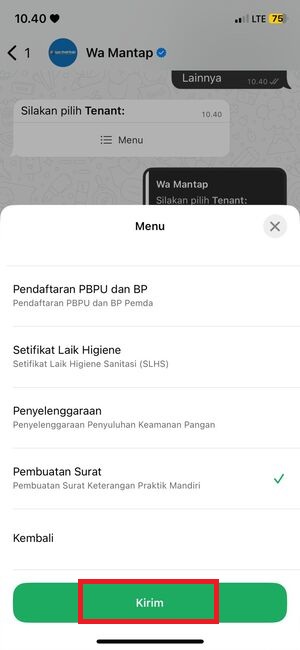 10.40
LTE 75
1
Wa Mantap
Lainnya
10.40
Silakan pilih Tenant:
10.40
Menu
Wa Mantap
Silakan pilih Tenant:
Menu
Pendaftaran PBPU dan BP
Pendaftaran PBPU dan BP Pemda
Setifikat Laik Higiene
Setifikat Laik Higiene Sanitasi (SLHS)
Penyelenggaraan
Penyelenggaraan Penyuluhan Keamanan Pangan
Pembuatan Surat
Pembuatan Surat Keterangan Praktik Mandiri
Kembali
Kirim